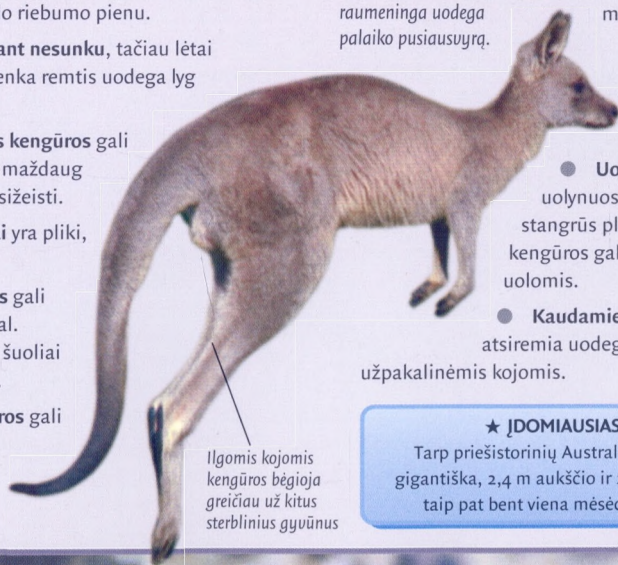 o riebumo pienu.
ant nesunku, tačiau lėtai
enka remtis uodega lyg
s kengūros gali
maždaug
sižeisti.
i yra pliki,
s gali
al.
šuoliai
ros gali
raumeninga uodega
palaiko pusiausvyrą.
m
Ilgomis kojomis
kengūros bėgioja
greičiau už kitus
sterblinius gyvūnus
● Uo
uolynuos
stangrūs pl
kengūros gal
uolomis.
● Kaudamie
atsiremia uodeg
užpakalinėmis kojomis.
★ ĮDOMIAUSIAS
Tarp priešistorinių Austral
gigantiška, 2,4 m aukščio ir
taip pat bent viena mėsėd